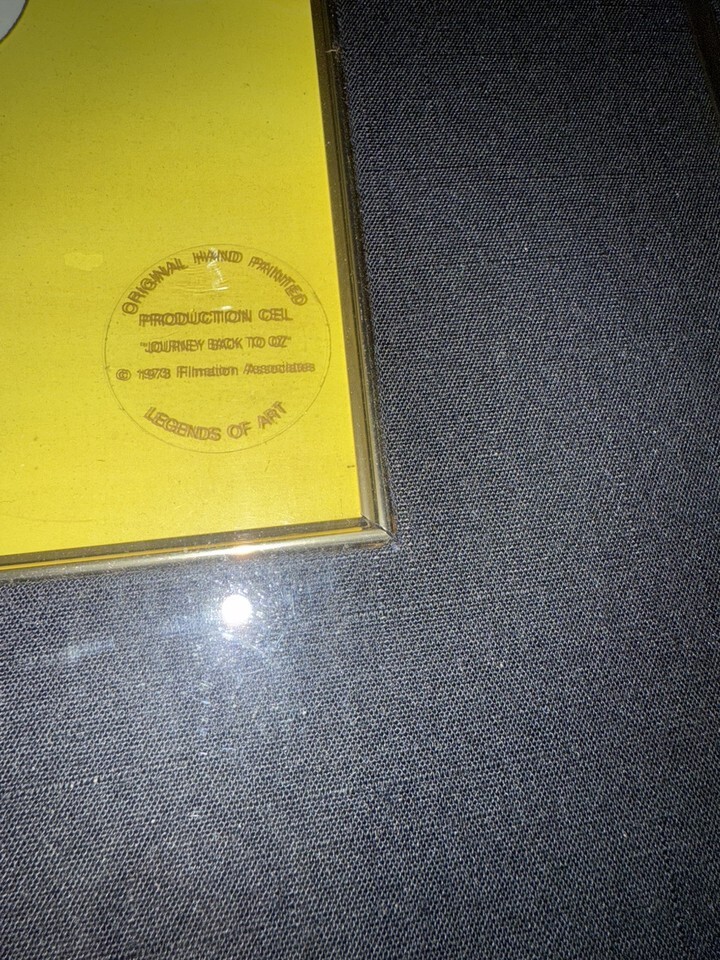 ORIGINAL HAND PAINTED
PRODUCTION CEL
"JOURNEY BACK TO OZ"
© 1973 Filmation Associates
LEGENDS OF ART